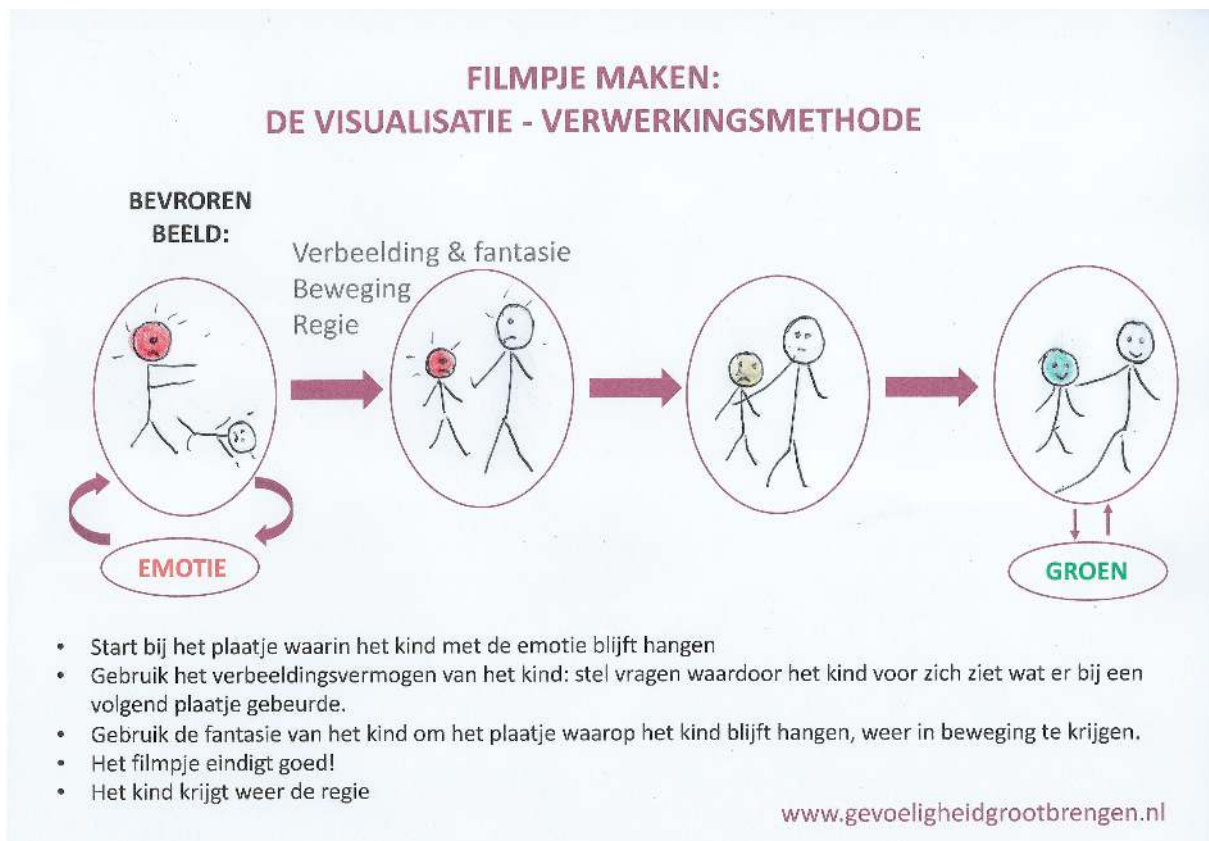 FILMPJE MAKEN:
DE VISUALISATIE - VERWERKINGSMETHODE
BEVROREN
BEELD:
Verbeelding & fantasie
Beweging
Regie
EMOTIE
GROEN
• Start bij het plaatje waarin het kind met de emotie blijft hangen
• Gebruik het verbeeldingsvermogen van het kind: stel vragen waardoor het kind voor zich ziet wat er bij een
volgend plaatje gebeurde.
• Gebruik de fantasie van het kind om het plaatje waarop het kind blijft hangen, weer in beweging te krijgen.
• Het filmpje eindigt goed!
• Het kind krijgt weer de regie
www.gevoeligheidgrootbrengen.nl